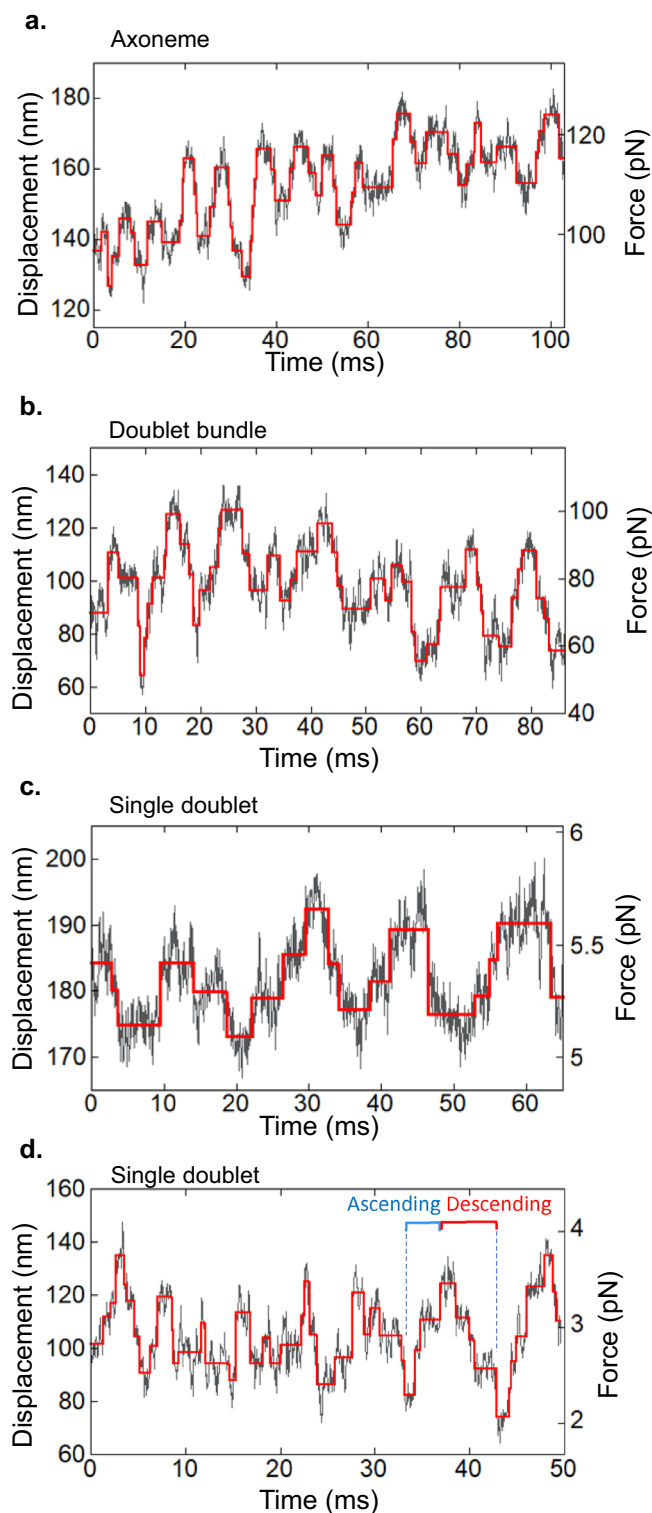 a.
Axoneme
180
160
140
120
Displacement (nm)
120
100
Force (pN)
0 20 40 60 80 100
Time (ms)
b.
Doublet bundle
140
120
100
80
60
Displacement (nm)
100
80
60
40
Force (pN)
0 10 20 30 40 50 60 70 80
Time (ms)
c.
Single doublet
200
190
180
170
Displacement (nm)
6
5.5
5
Force (pN)
0 10 20 30 40 50 60
Time (ms)
d.
Single doublet
160
140
120
100
80
60
Displacement (nm)
Ascending Descending
4
3
2
Force (pN)
0 10 20 30 40 50
Time (ms)